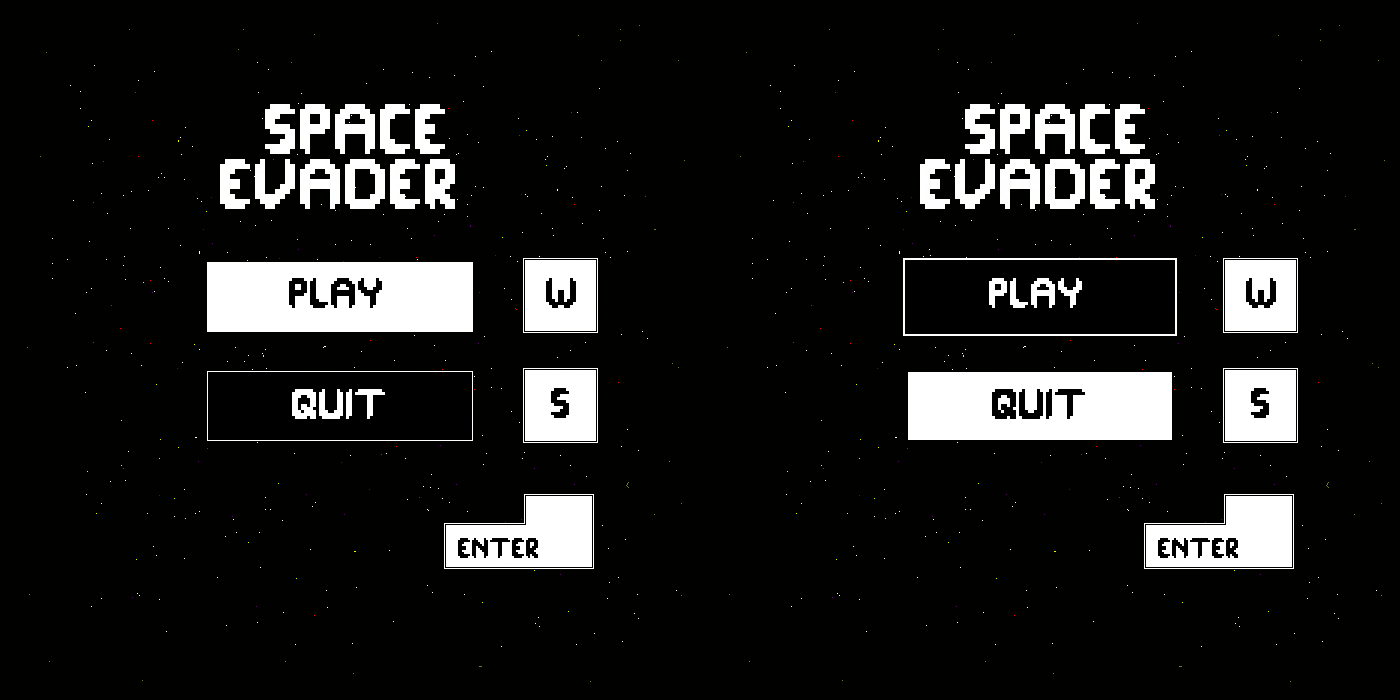 SPACE
EVADER
PLAY
W
QUIT
S
ENTER
SPACE
EVADER
PLAY
W
QUIT
S
ENTER